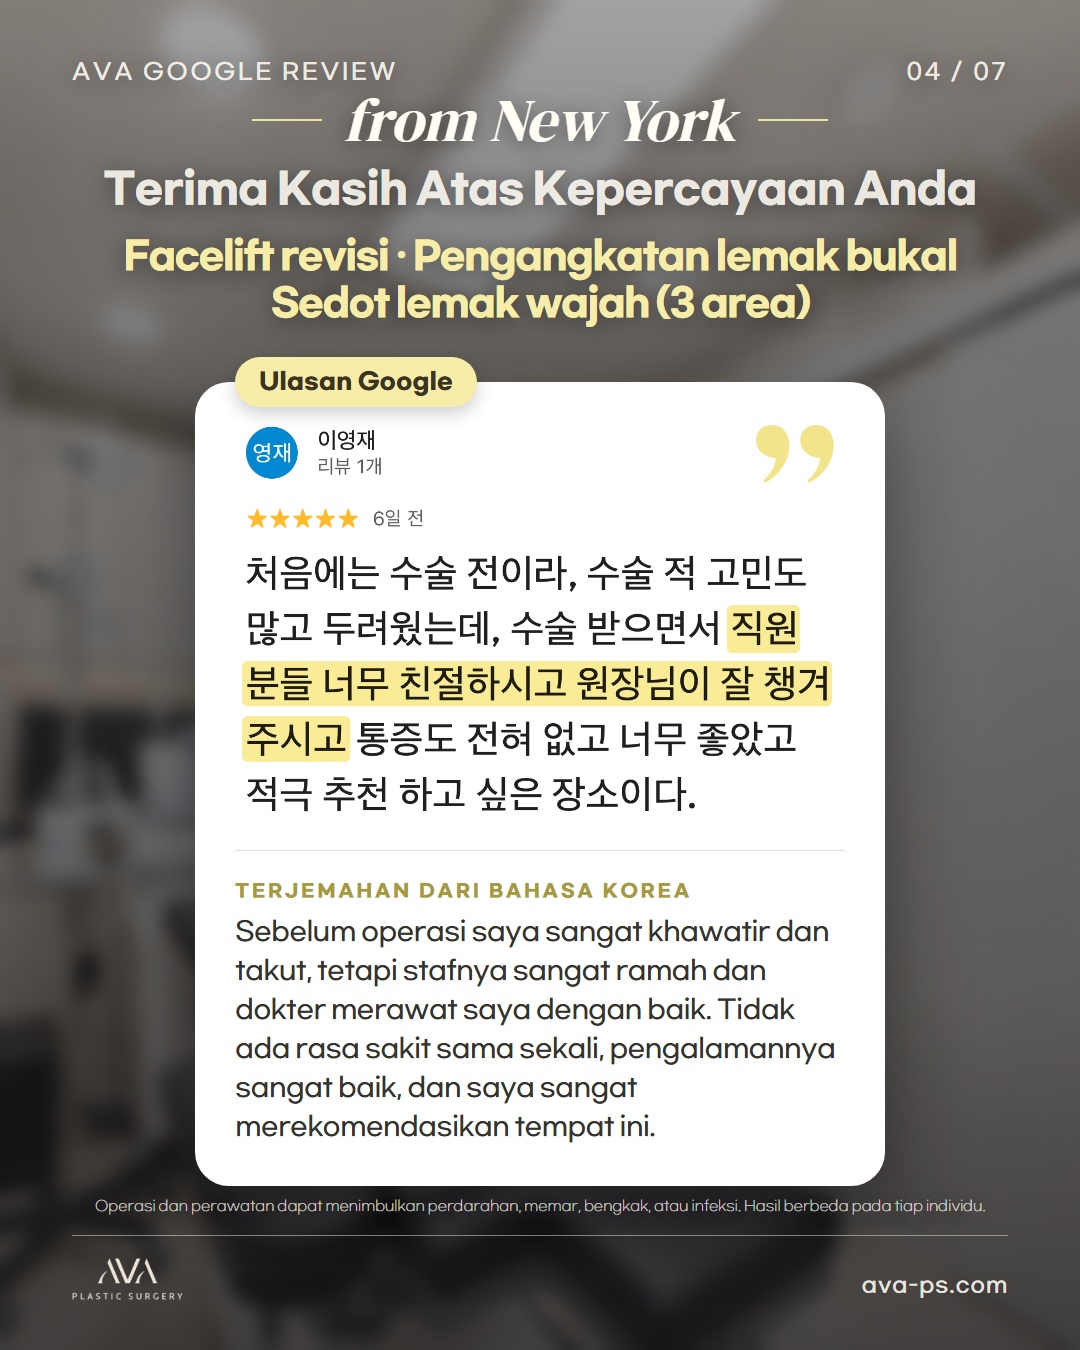 AVA GOOGLE REVIEW
04 / 07
from New York
Terima Kasih Atas Kepercayaan Anda
Facelift revisi · Pengangkatan lemak bukal
Sedot lemak wajah (3 area)
Ulasan Google
영재
이영재
리뷰 1개
6일 전
처음에는 수술 전이라, 수술 적 고민도
많고 두려웠는데, 수술 받으면서 직원
분들 너무 친절하시고 원장님이 잘 챙겨
주시고 통증도 전혀 없고 너무 좋았고
적극 추천 하고 싶은 장소이다.
TERJEMAHAN DARI BAHASA KOREA
Sebelum operasi saya sangat khawatir dan
takut, tetapi stafnya sangat ramah dan
dokter merawat saya dengan baik. Tidak
ada rasa sakit sama sekali, pengalamannya
sangat baik, dan saya sangat
merekomendasikan tempat ini.
Operasi dan perawatan dapat menimbulkan perdarahan, memar, bengkak, atau infeksi. Hasil berbeda pada tiap individu.
AVA
PLASTIC SURGERY
ava-ps.com